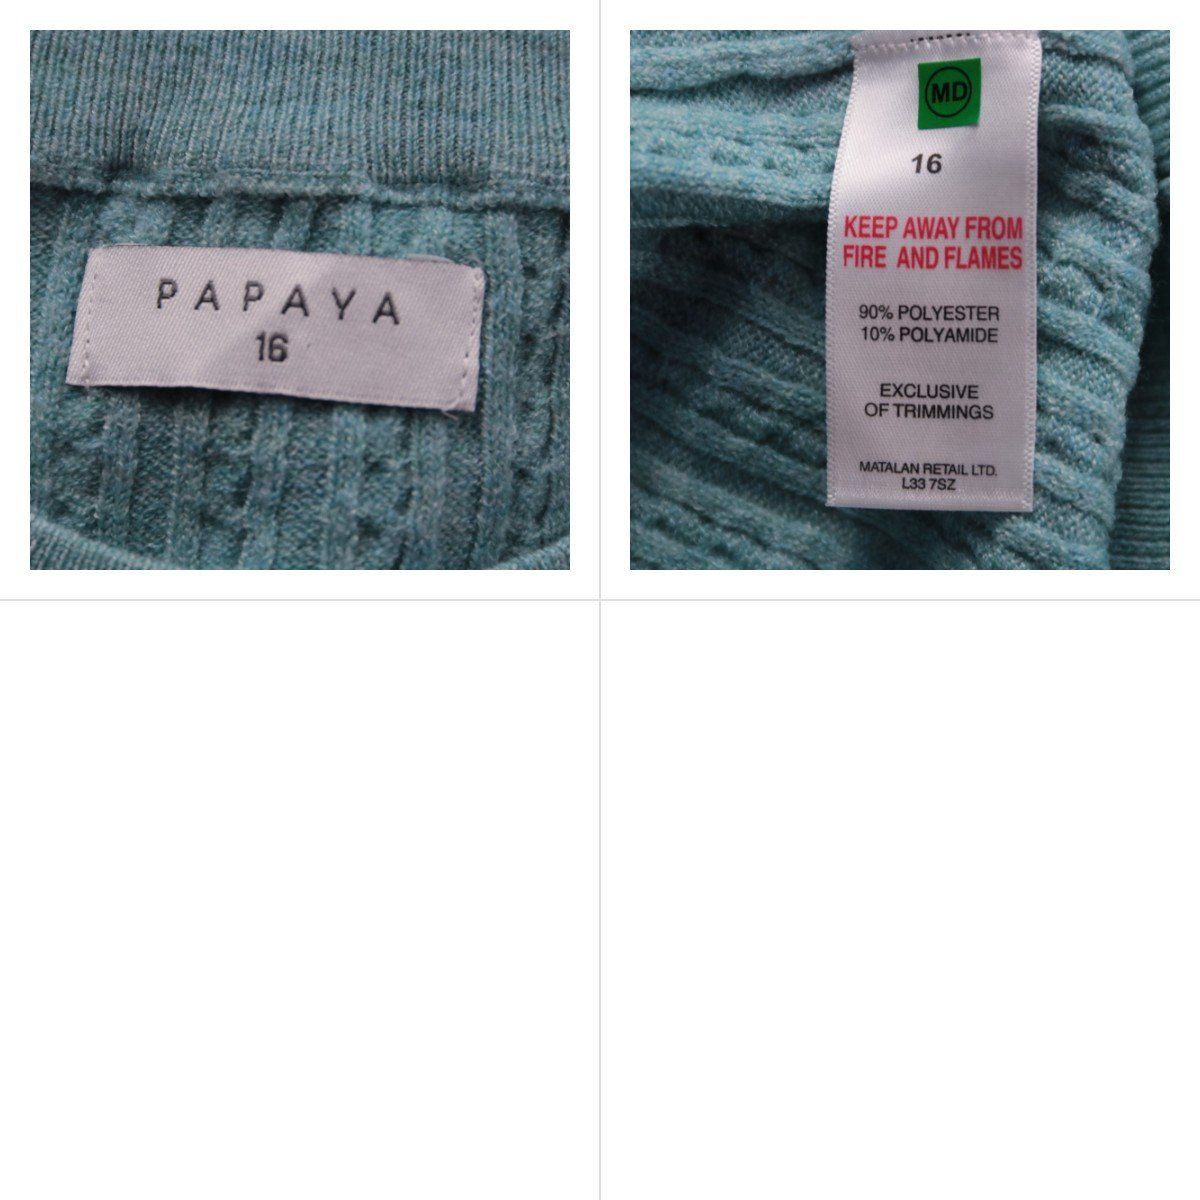 PAPAYA
16
MD
16
KEEP AWAY FROM
FIRE AND FLAMES
90% POLYESTER
10% POLYAMIDE
EXCLUSIVE
OF TRIMMINGS
MATALAN RETAIL LTD.
L33 7SZ